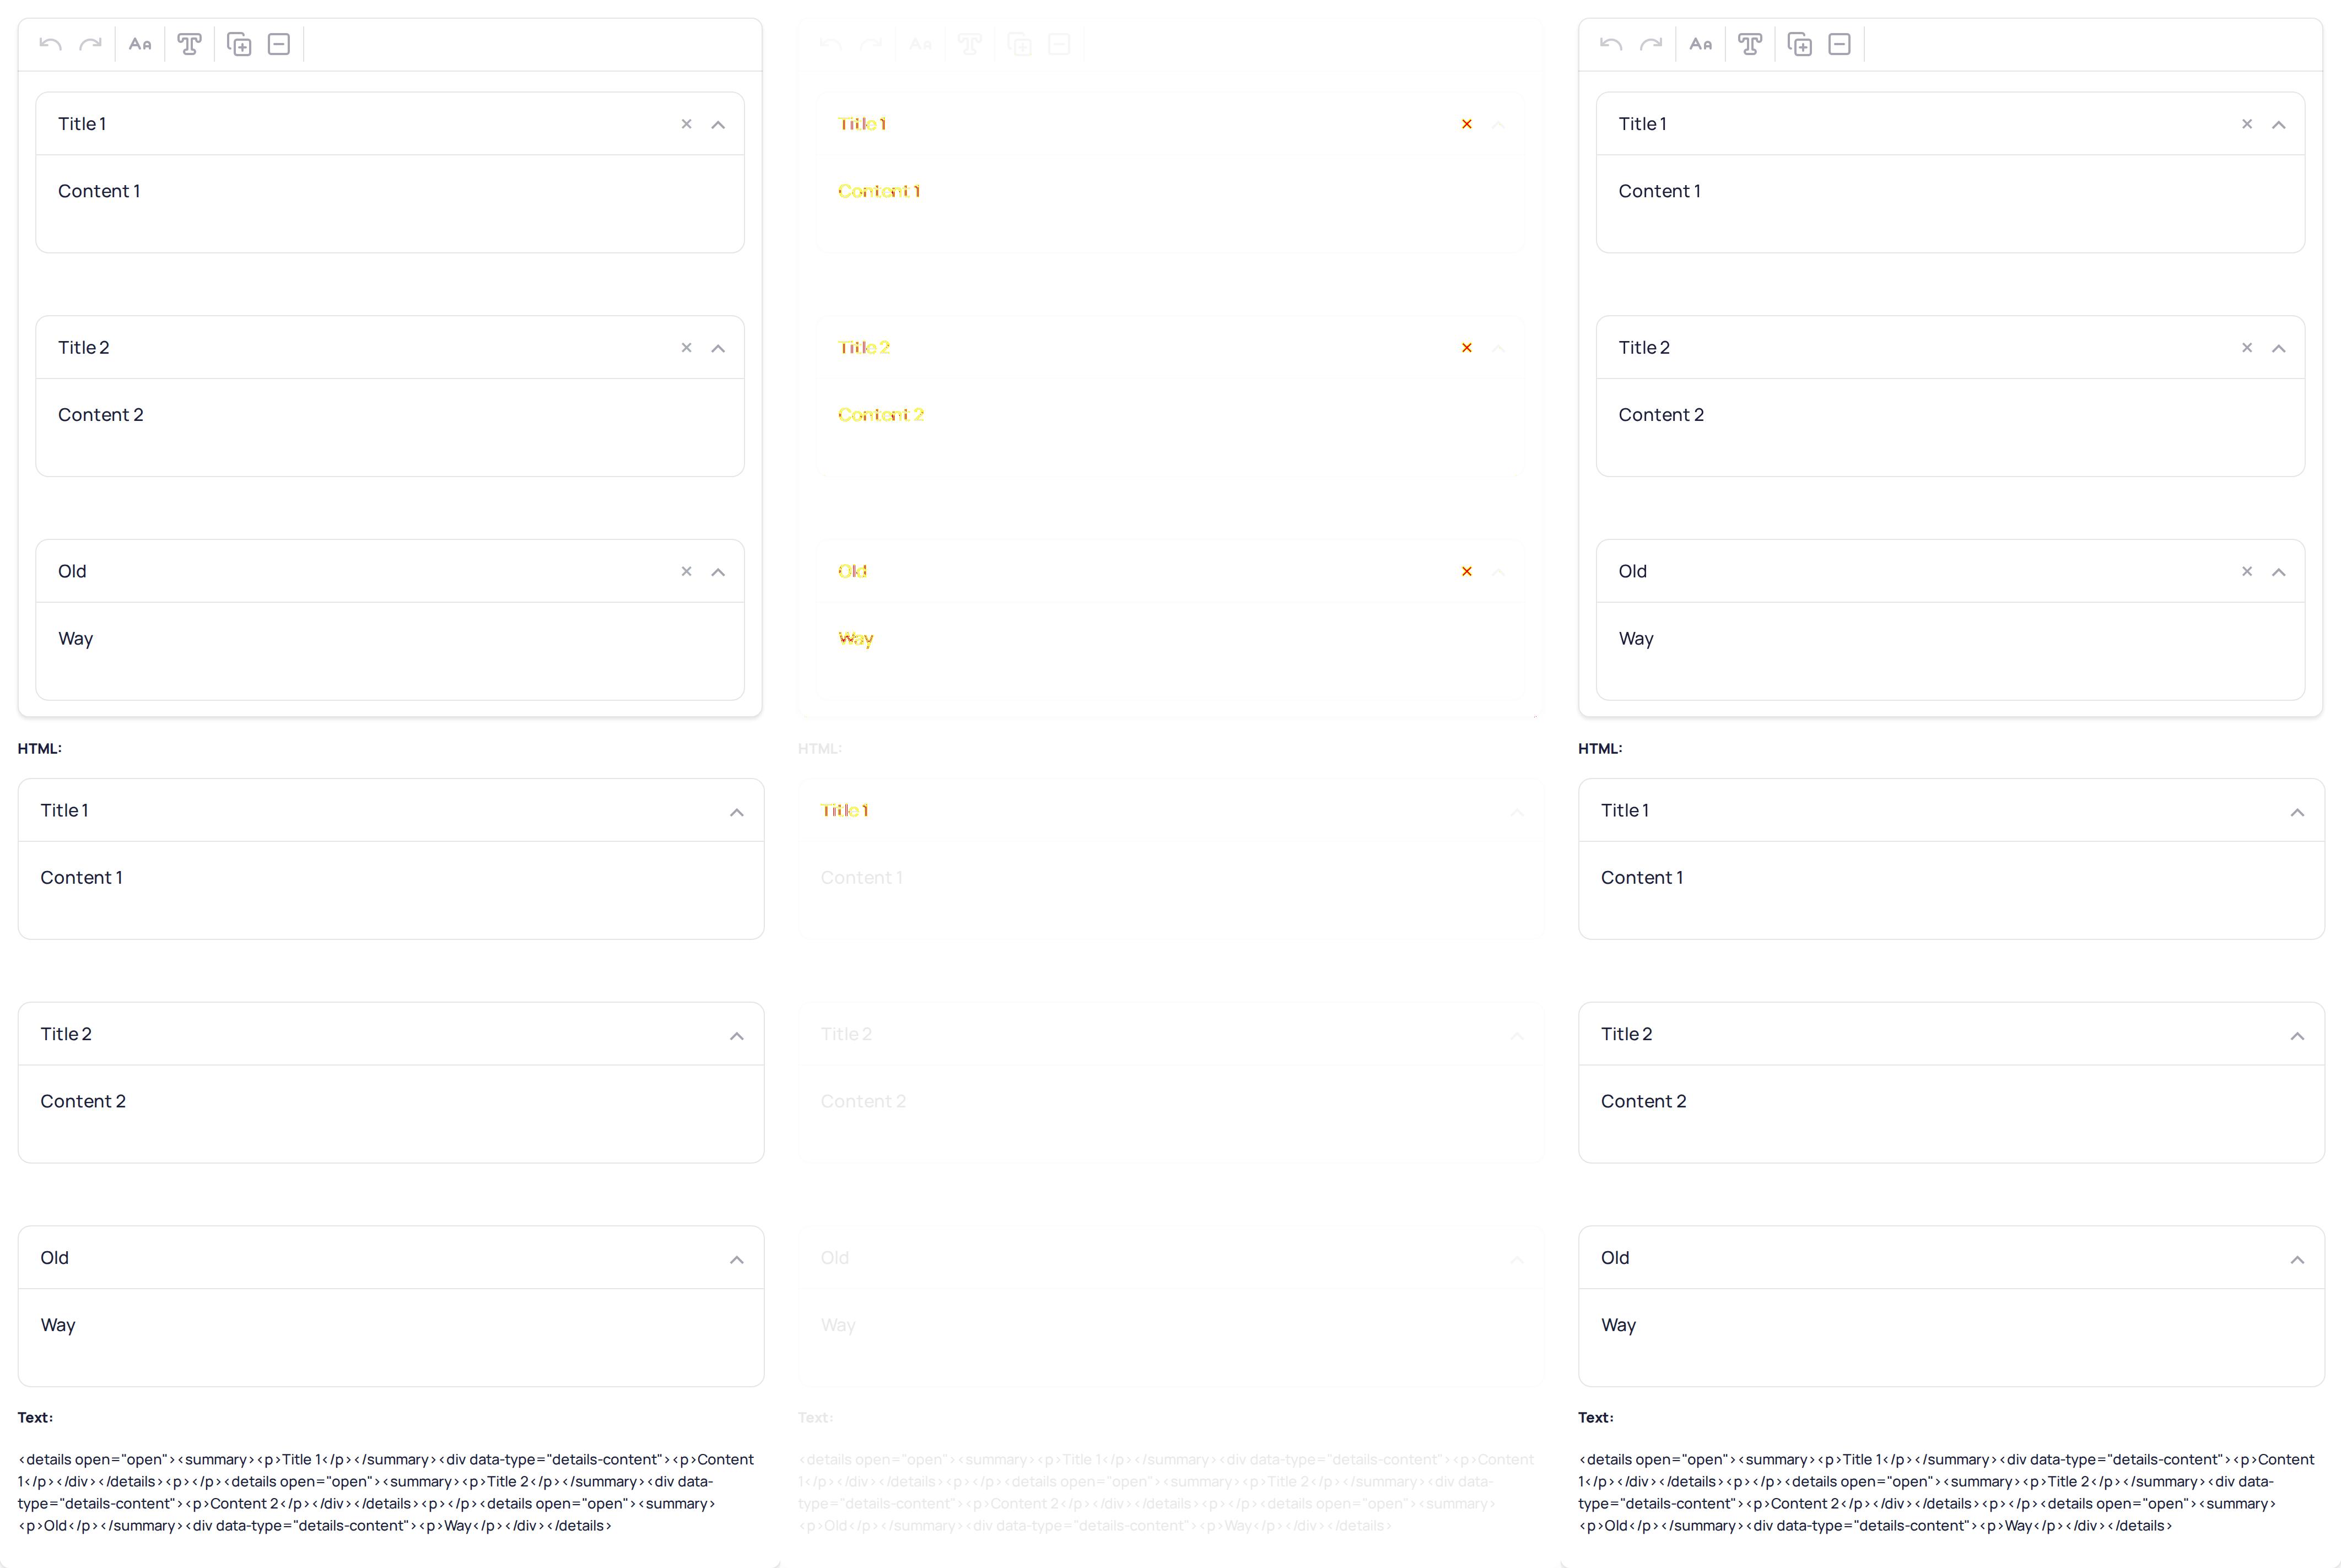 Aa
Title 1
Content 1
Title 2
Content 2
Old
Way
HTML:
Title 1
Content 1
Title 2
Content 2
Old
Way
Text:
<details open="open"><summary><p>Title 1</p></summary><div data-type="details-content"><p>Content
1</p></div></details><p></p><details open="open"><summary><p>Title 2</p></summary><div data-
type="details-content"><p>Content 2</p></div></details><p></p><details open="open"><summary>
<p>Old</p></summary><div data-type="details-content"><p>Way</p></div></details>
Aa
Title 1
Content 1
Title 2
Content 2
Old
Way
HTML:
Title 1
Content 1
Title 2
Content 2
Old
Way
Text:
<details open="open"><summary><p>Title 1</p></summary><div data-type="details-content"><p>Content
1</p></div></details><p></p><details open="open"><summary><p>Title 2</p></summary><div data-
type="details-content"><p>Content 2</p></div></details><p></p><details open="open"><summary>
<p>Old</p></summary><div data-type="details-content"><p>Way</p></div></details>
Aa
Title 1
Content 1
Title 2
Content 2
Old
Way
HTML:
Title 1
Content 1
Title 2
Content 2
Old
Way
Text:
<details open="open"><summary><p>Title 1</p></summary><div data-type="details-content"><p>Content
1</p></div></details><p></p><details open="open"><summary><p>Title 2</p></summary><div data-
type="details-content"><p>Content 2</p></div></details><p></p><details open="open"><summary>
<p>Old</p></summary><div data-type="details-content"><p>Way</p></div></details>